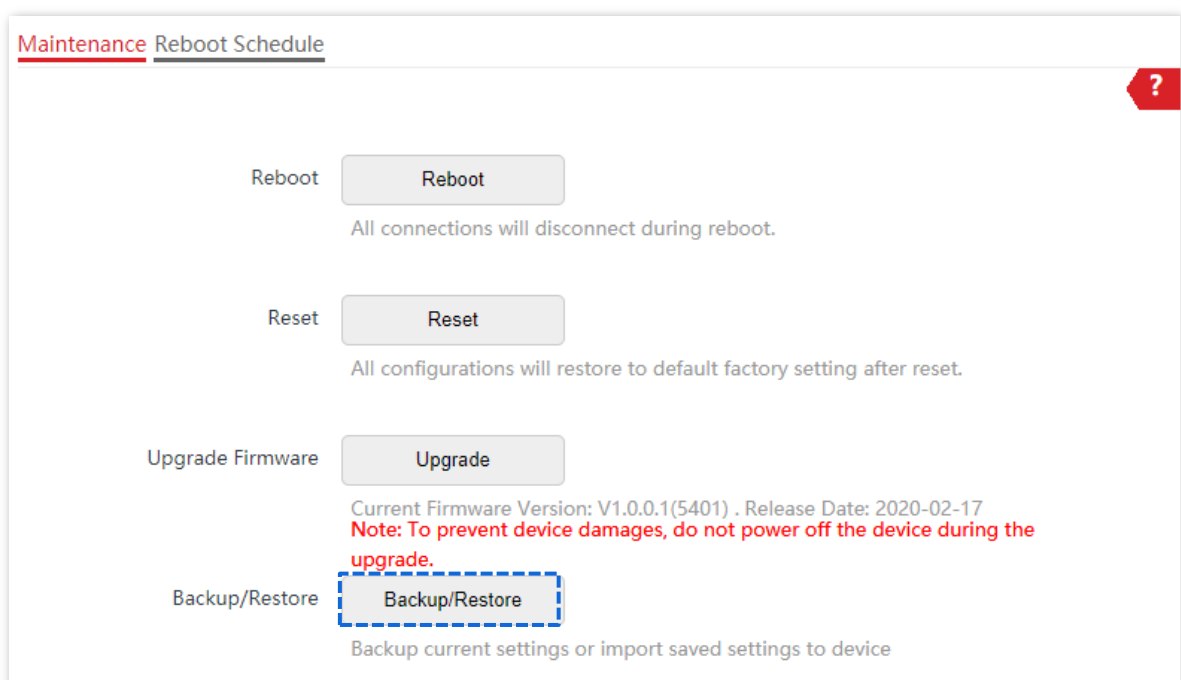 Maintenance Reboot Schedule
?
Reboot Reboot
All connections will disconnect during reboot.
Reset Reset
All configurations will restore to default factory setting after reset.
Upgrade Firmware Upgrade
Current Firmware Version: V1.0.0.1(5401) . Release Date: 2020-02-17
Note: To prevent device damages, do not power off the device during the
upgrade.
Backup/Restore Backup/Restore
Backup current settings or import saved settings to device